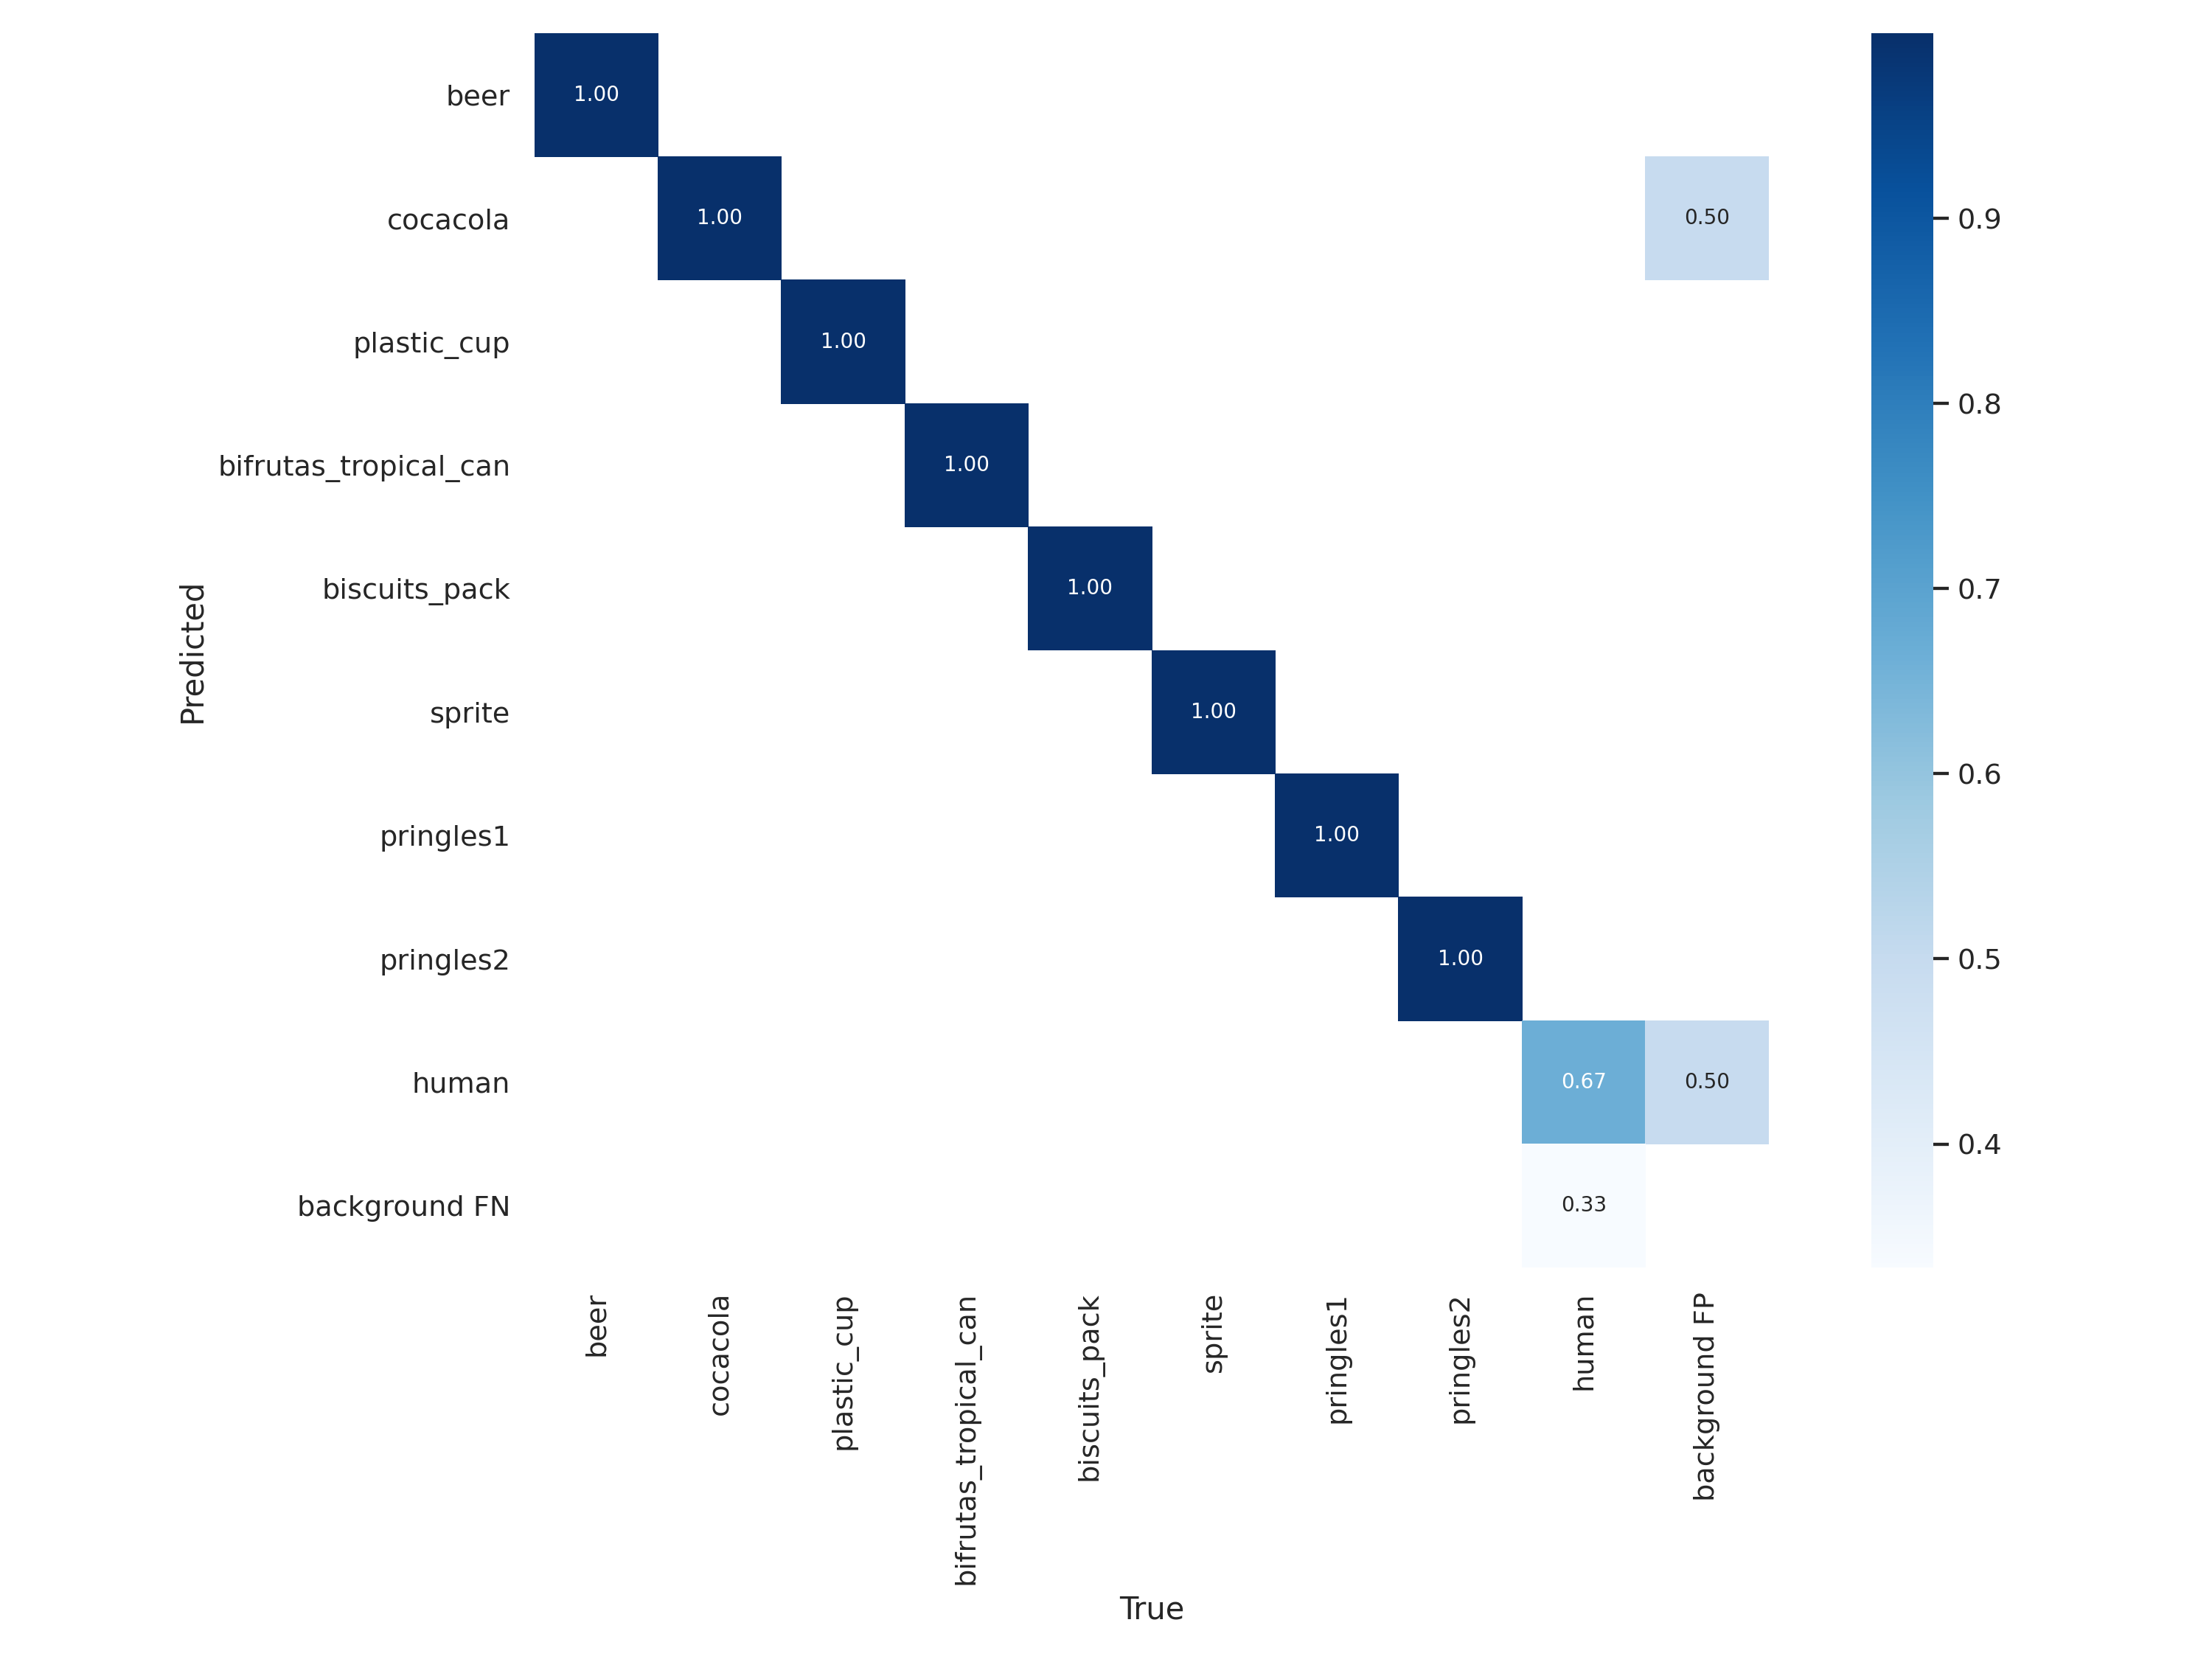 beer
1.00
cocacola
1.00
0.50
0.9
plastic_cup
1.00
0.8
bifrutas_tropical_can
1.00
biscuits_pack
1.00
0.7
Predicted
sprite
1.00
0.6
pringles1
1.00
pringles2
1.00
0.5
human
0.67
0.50
0.4
background FN
0.33
beer
cocacola
plastic_cup
bifrutas_tropical_can
biscuits_pack
sprite
pringles1
pringles2
human
background FP
True